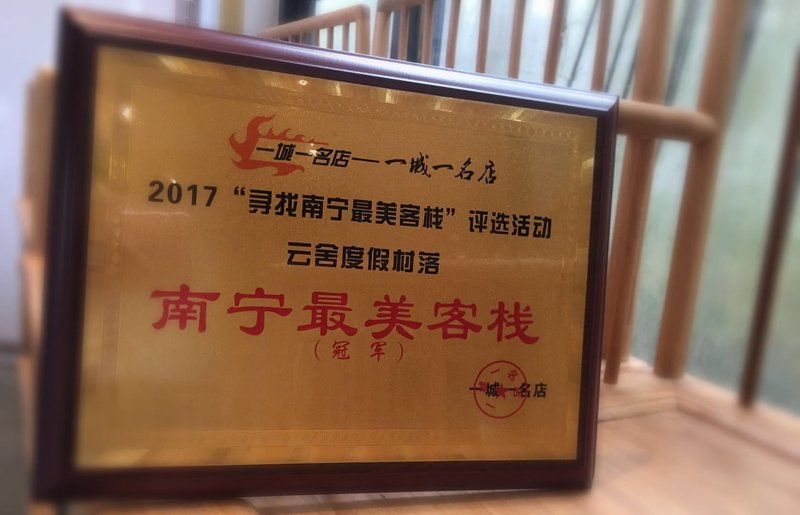 一城一名店——一城一名店
2017“寻找南宁最美客栈”评选活动
云舍度假村落
南宁最美客栈
（冠军）
一城一名店